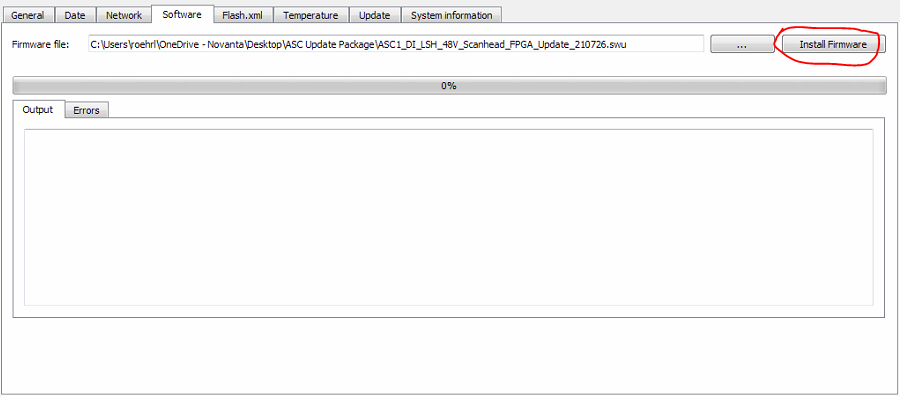 General Date Network Software Flash.xml Temperature Update System information
Firmware file: C:\Users\roehrl\OneDrive - Novanta\Desktop\ASC Update Package\ASC1_DI_LSH_48V_Scanhead_FPGA_Update_210726.swu ... Install Firmware
0%
Output Errors